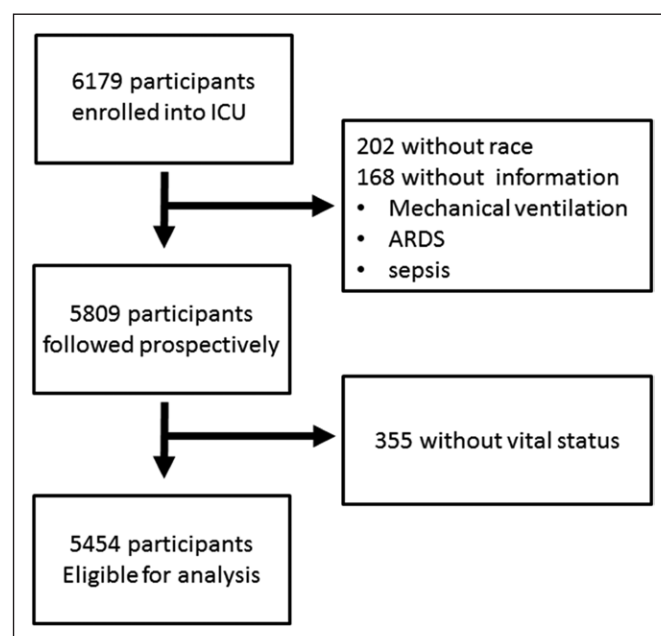 6179 participants
enrolled into ICU
202 without race
168 without information
• Mechanical ventilation
• ARDS
• sepsis
5809 participants
followed prospectively
355 without vital status
5454 participants
Eligible for analysis